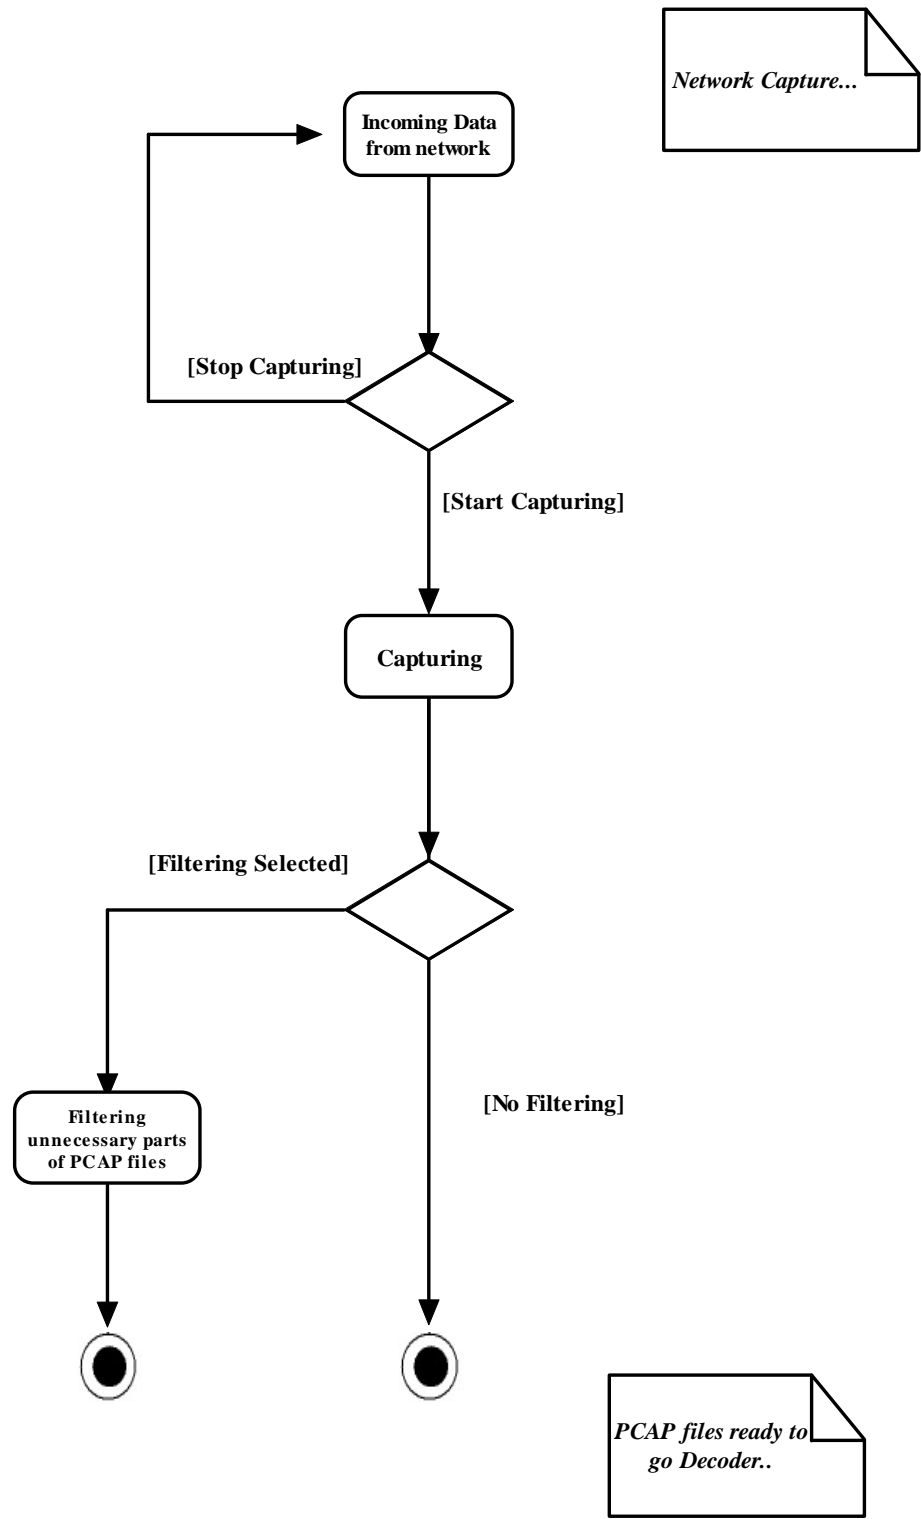 Network Capture...
Incoming Data
from network
[Stop Capturing]
[Start Capturing]
Capturing
[Filtering Selected]
[No Filtering]
Filtering
unnecessary parts
of PCAP files
PCAP files ready to
go Decoder..